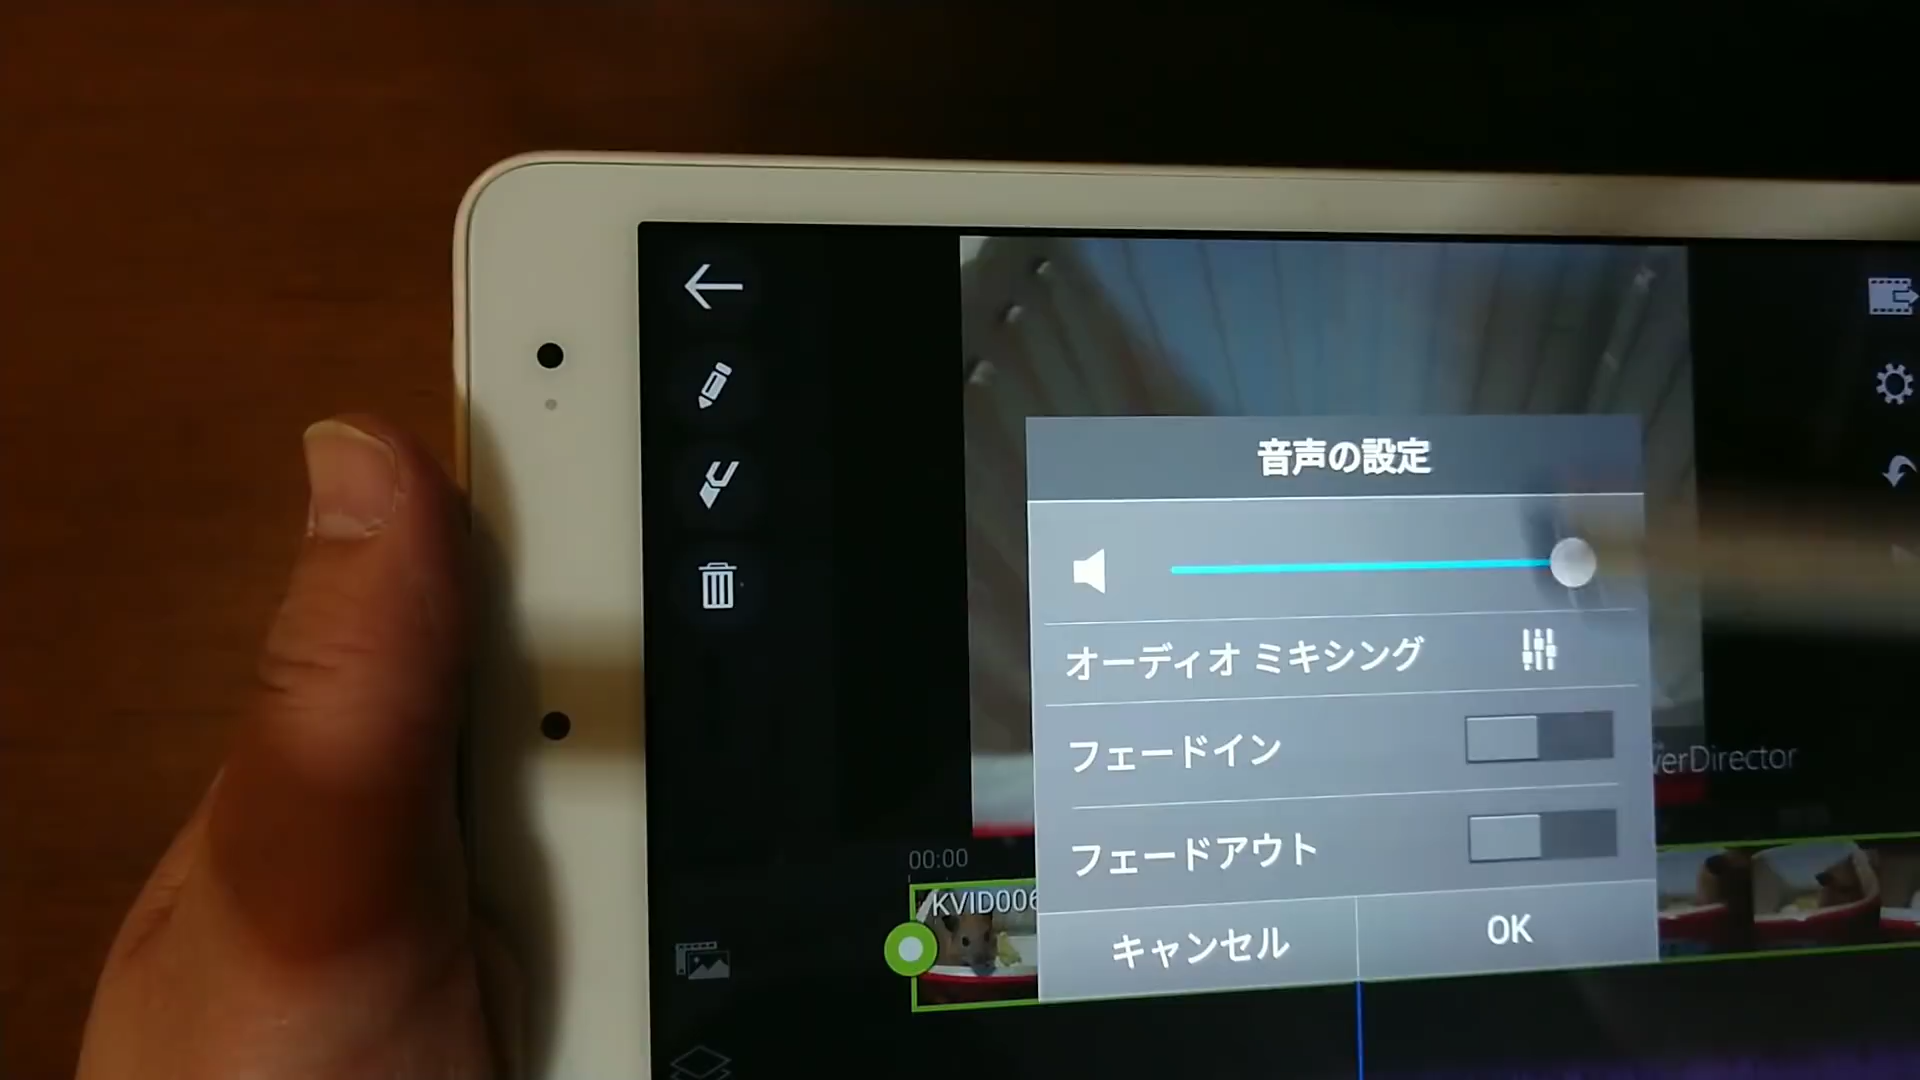 音声の設定
オーディオ ミキシング
フェードイン
verDirector
フェードアウト
00:00
KVID006
キャンセル
OK